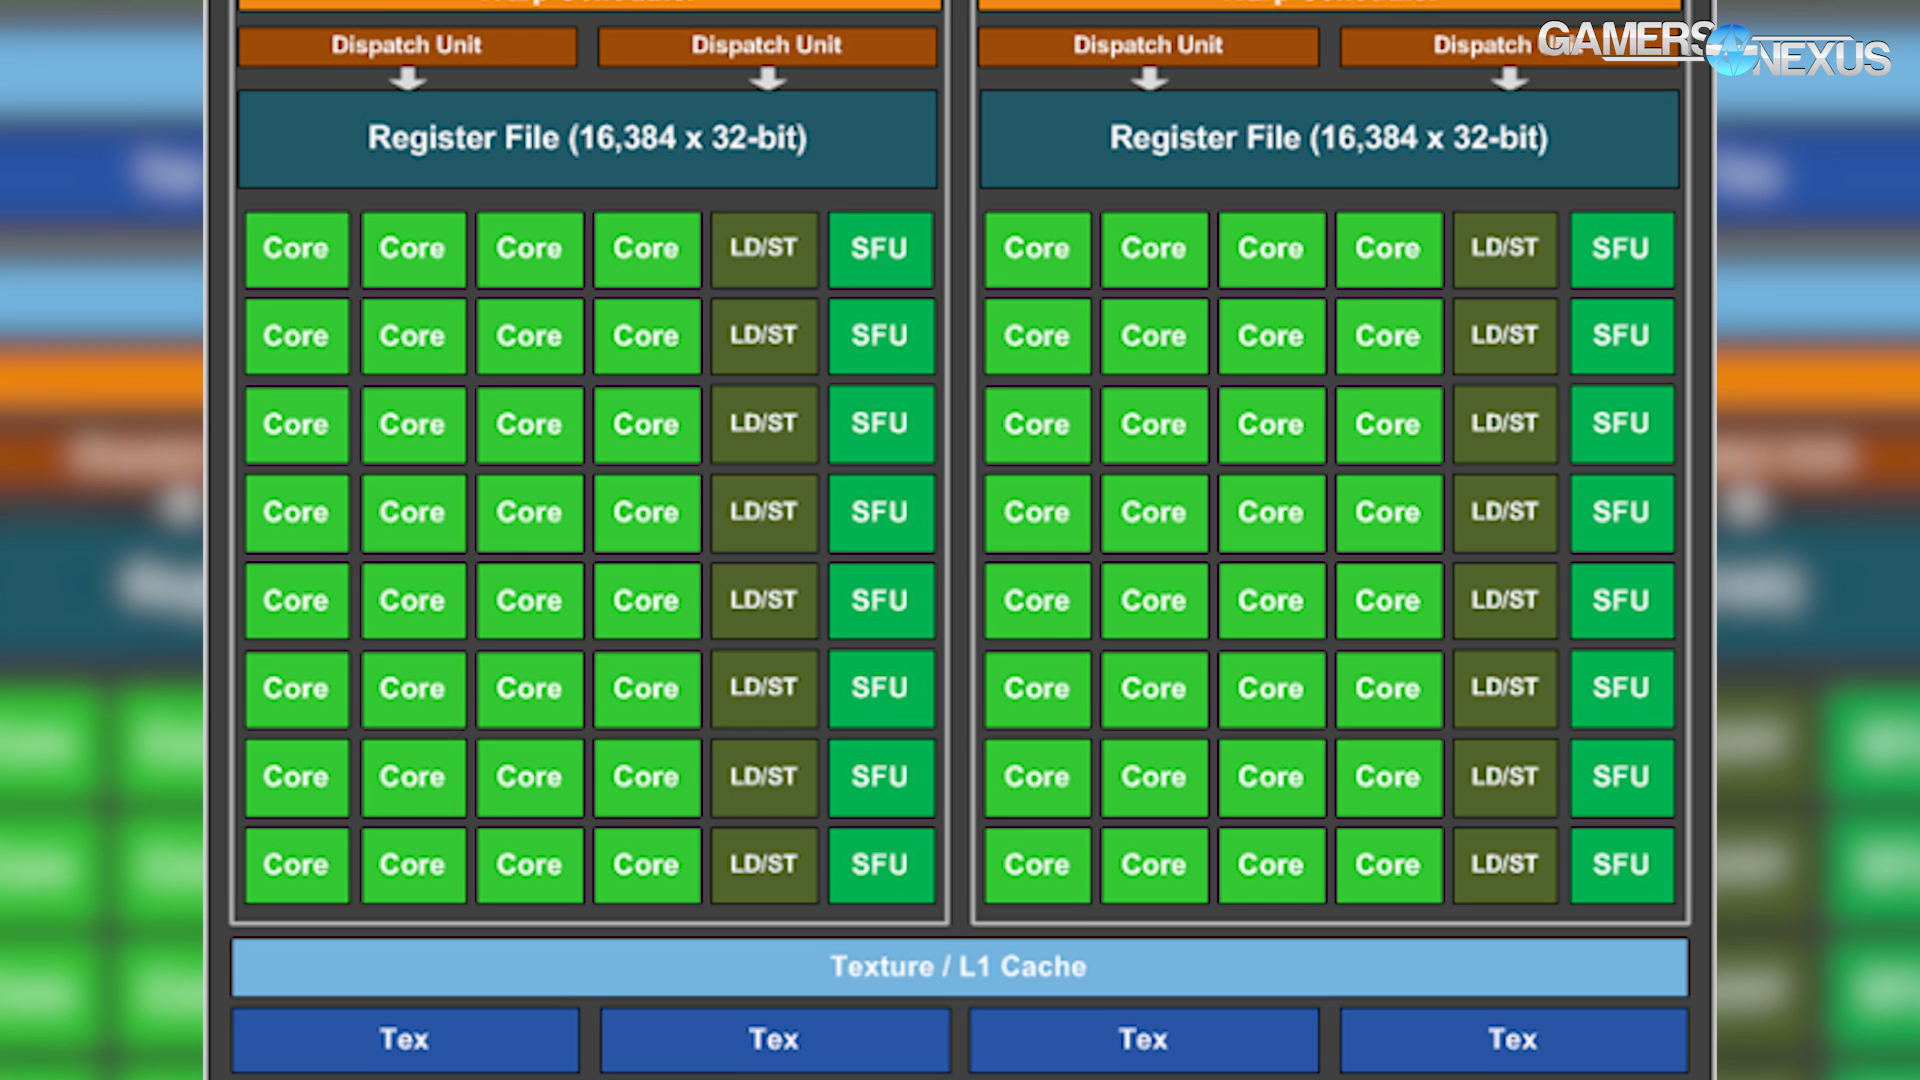 Warp Scheduler Warp Scheduler
Dispatch Unit Dispatch Unit Dispatch Unit Dispatch
GAMERS NEXUS
Register File (16,384 x 32-bit) Register File (16,384 x 32-bit)
Core Core Core Core LD/ST SFU Core Core Core Core LD/ST SFU
Core Core Core Core LD/ST SFU Core Core Core Core LD/ST SFU
Core Core Core Core LD/ST SFU Core Core Core Core LD/ST SFU
Core Core Core Core LD/ST SFU Core Core Core Core LD/ST SFU
Core Core Core Core LD/ST SFU Core Core Core Core LD/ST SFU
Core Core Core Core LD/ST SFU Core Core Core Core LD/ST SFU
Core Core Core Core LD/ST SFU Core Core Core Core LD/ST SFU
Core Core Core Core LD/ST SFU Core Core Core Core LD/ST SFU
Texture / L1 Cache
Tex Tex Tex Tex